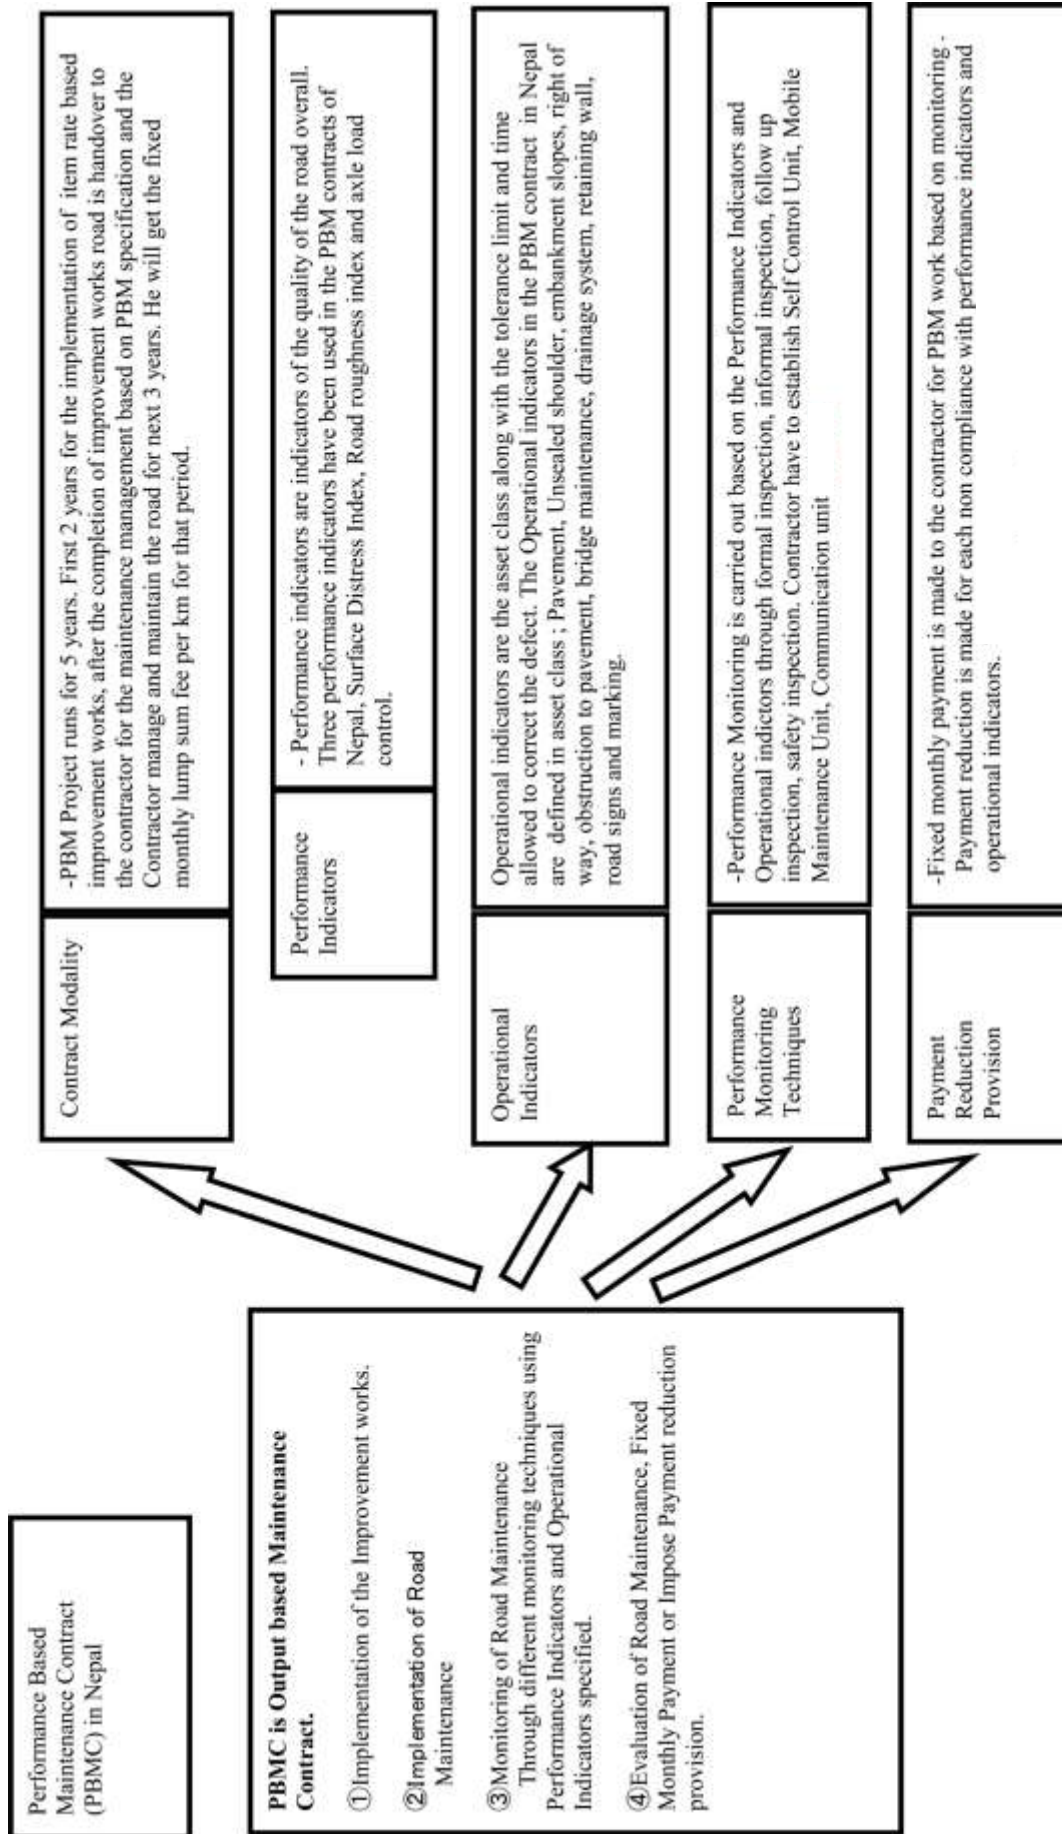 Performance Based
Maintenance Contract
(PBMC) in Nepal
PBMC is Output based Maintenance
Contract.
①Implementation of the Improvement works.
②Implementation of Road
Maintenance
③Monitoring of Road Maintenance
Through different monitoring techniques using
Performance Indicators and Operational
Indicators specified.
④Evaluation of Road Maintenance, Fixed
Monthly Payment or Impose Payment reduction
provision.
Contract Modality
-PBM Project runs for 5 years. First 2 years for the implementation of item rate based
improvement works, after the completion of improvement works road is handover to
the contractor for the maintenance management based on PBM specification and the
Contractor manage and maintain the road for next 3 years. He will get the fixed
monthly lump sum fee per km for that period.
Performance
Indicators
- Performance indicators are indicators of the quality of the road overall.
Three performance indicators have been used in the PBM contracts of
Nepal, Surface Distress Index, Road roughness index and axle load
control.
Operational
Indicators
Operational indicators are the asset class along with the tolerance limit and time
allowed to correct the defect. The Operational indicators in the PBM contract in Nepal
are defined in asset class ; Pavement, Unsealed shoulder, embankment slopes, right of
way, obstruction to pavement, bridge maintenance, drainage system, retaining wall,
road signs and marking.
Performance
Monitoring
Techniques
-Performance Monitoring is carried out based on the Performance Indicators and
Operational indictors through formal inspection, informal inspection, follow up
inspection, safety inspection. Contractor have to establish Self Control Unit, Mobile
Maintenance Unit, Communication unit
Payment
Reduction
Provision
-Fixed monthly payment is made to the contractor for PBM work based on monitoring .
Payment reduction is made for each non compliance with performance indicators and
operational indicators.